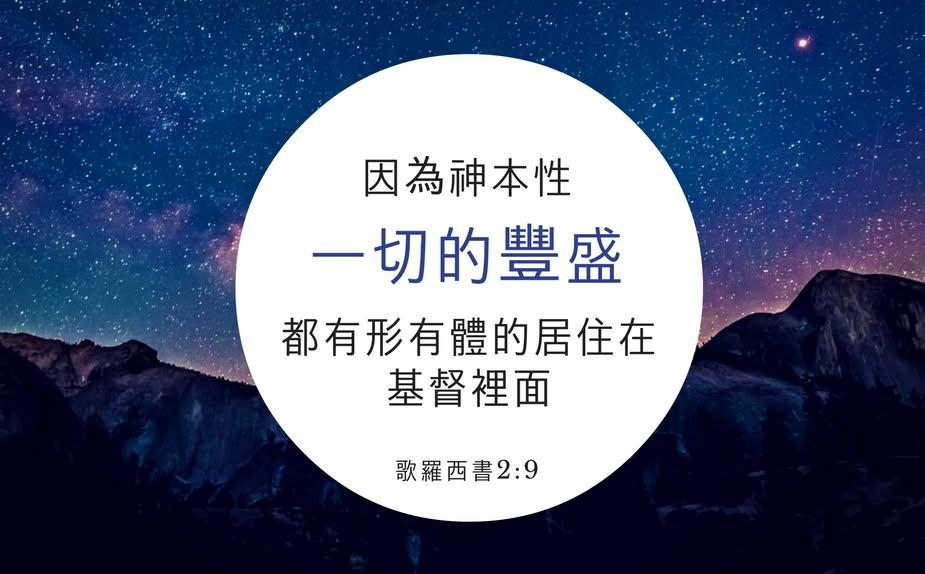 因為神本性
一切的豐盛
都有形有體的居住在
基督裡面
歌羅西書2:9